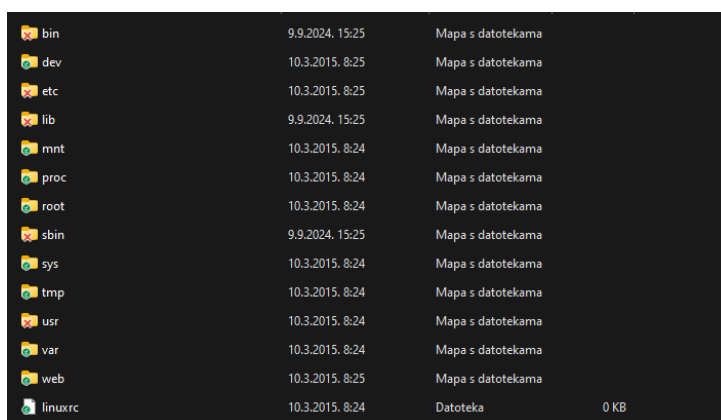 bin 9.9.2024. 15:25 Mapa s datotekama
dev 10.3.2015. 8:25 Mapa s datotekama
etc 10.3.2015. 8:25 Mapa s datotekama
lib 9.9.2024. 15:25 Mapa s datotekama
mnt 10.3.2015. 8:24 Mapa s datotekama
proc 10.3.2015. 8:24 Mapa s datotekama
root 10.3.2015. 8:24 Mapa s datotekama
sbin 9.9.2024. 15:25 Mapa s datotekama
sys 10.3.2015. 8:24 Mapa s datotekama
tmp 10.3.2015. 8:24 Mapa s datotekama
usr 10.3.2015. 8:24 Mapa s datotekama
var 10.3.2015. 8:24 Mapa s datotekama
web 10.3.2015. 8:25 Mapa s datotekama
linuxrc 10.3.2015. 8:24 Datoteka 0 KB